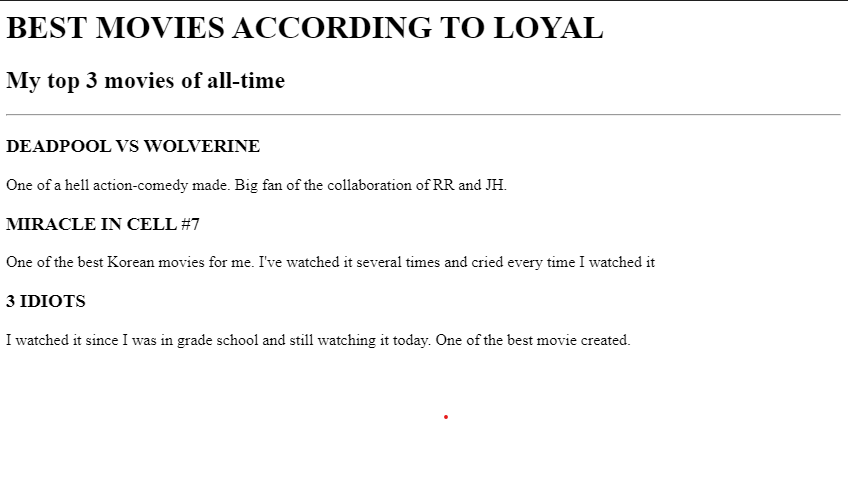 BEST MOVIES ACCORDING TO LOYAL
My top 3 movies of all-time
DEADPOOL VS WOLVERINE
One of a hell action-comedy made. Big fan of the collaboration of RR and JH.
MIRACLE IN CELL #7
One of the best Korean movies for me. I've watched it several times and cried every time I watched it
3 IDIOTS
I watched it since I was in grade school and still watching it today. One of the best movie created.